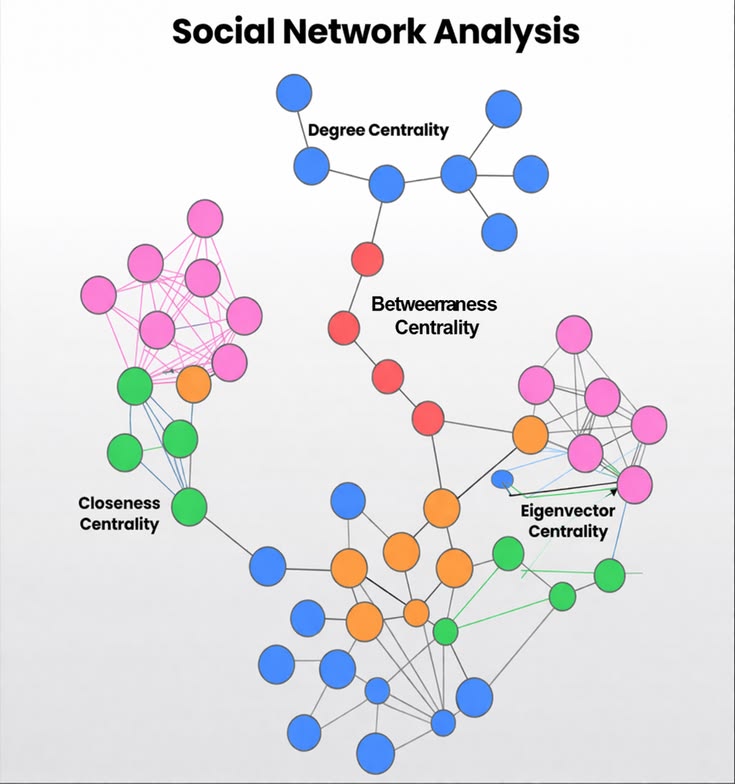 Social Network Analysis
Degree Centrality
Betweerraness
Centrality
Closeness
Centrality
Eigenvector
Centrality